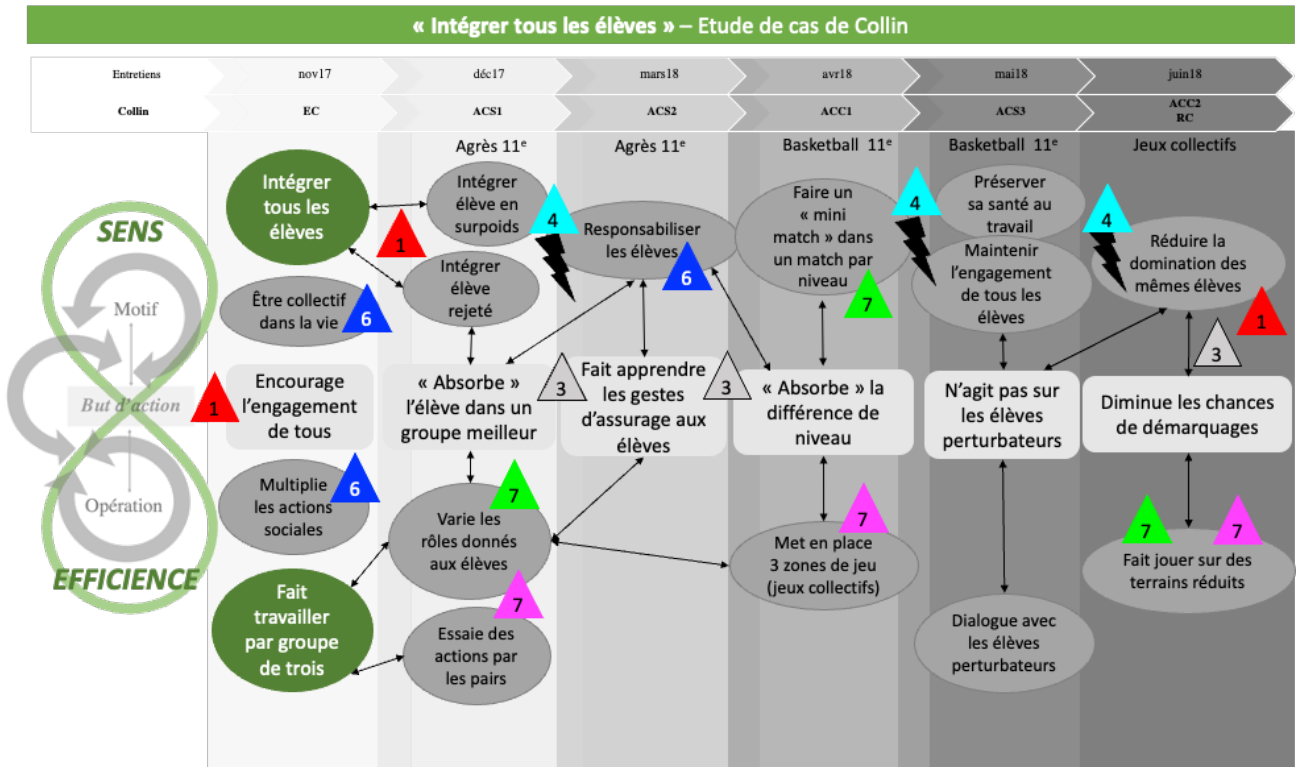 « Intégrer tous les élèves » – Etude de cas de Collin
Entretiens
nov17
déc17
mars18
avr18
mai18
juin18
Collin
EC
ACS1
ACS2
ACC1
ACS3
ACC2
RC
Agrès 11e
Agrès 11e
Basketball 11e
Basketball 11e
Jeux collectifs
SENS
Motif
But d'action
Opération
EFFICIENCE
Intégrer
tous les
élèves
1
Être collectif
dans la vie
6
1
Encourage
l'engagement
de tous
Multiplie
les actions
sociales
6
Fait
travailler
par groupe
de trois
Intégrer
élève en
surpoids
4
Intégrer
élève
rejeté
« Absorbe »
l'élève dans un
groupe meilleur
3
7
Varie les
rôles donnés
aux élèves
7
Essaie des
actions par
les pairs
Responsabiliser
les élèves
6
Fait apprendre
les gestes
d'assurage aux
élèves
3
Faire un
« mini
match » dans
un match par
niveau
4
7
« Absorbe » la
différence de
niveau
7
Met en place
3 zones de jeu
(jeux collectifs)
Préserver
sa santé au
travail
4
Maintenir
l'engagement
de tous les
élèves
N'agit pas sur
les élèves
perturbateurs
Dialogue avec
les élèves
perturbateurs
Réduire la
domination des
mêmes élèves
1
3
Diminue les chances
de démarquages
7
7
Fait jouer sur des
terrains réduits